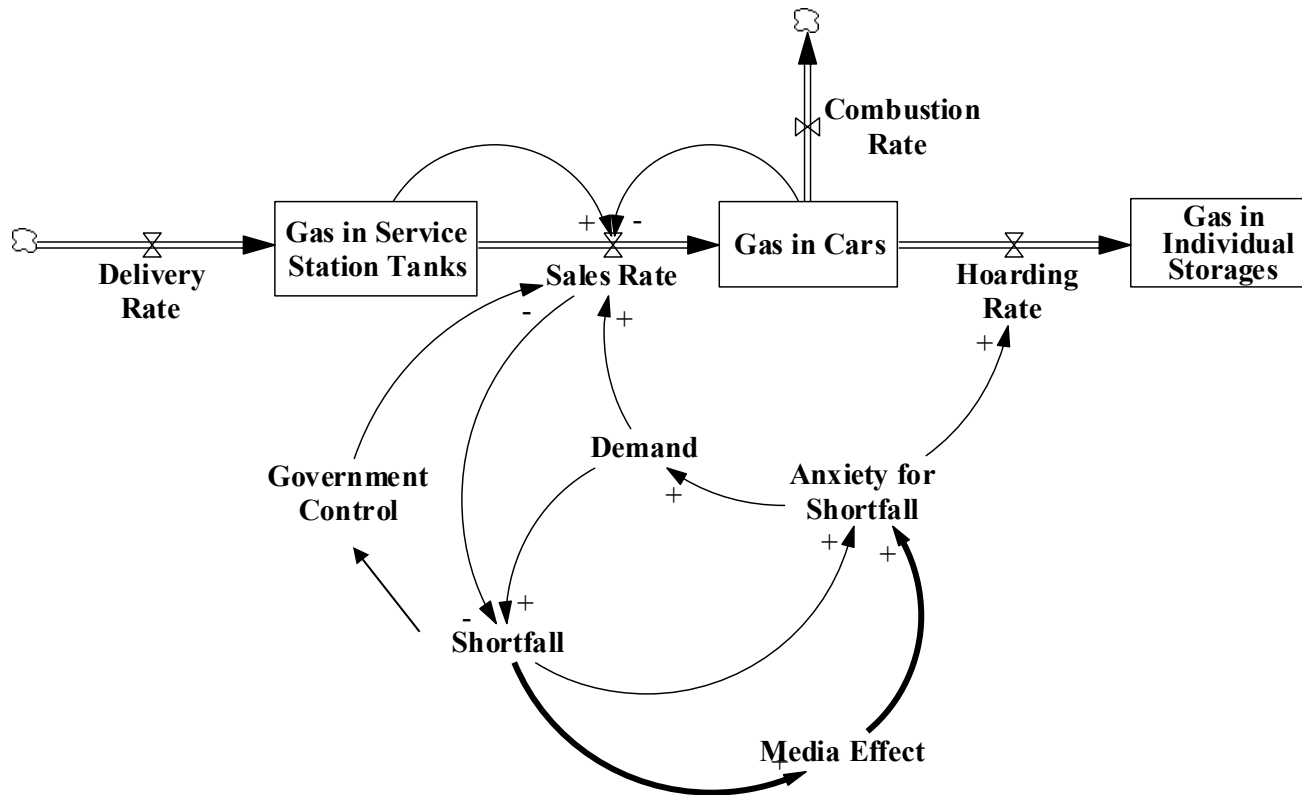 Combustion
Rate
+
-
Gas in Service
Station Tanks
Gas in Cars
Gas in
Individual
Storages
Delivery
Rate
Sales Rate
Hoarding
Rate
-
+
+
Demand
+
Government
Control
Anxiety for
Shortfall
+
+
-
+
Shortfall
Media Effect
+